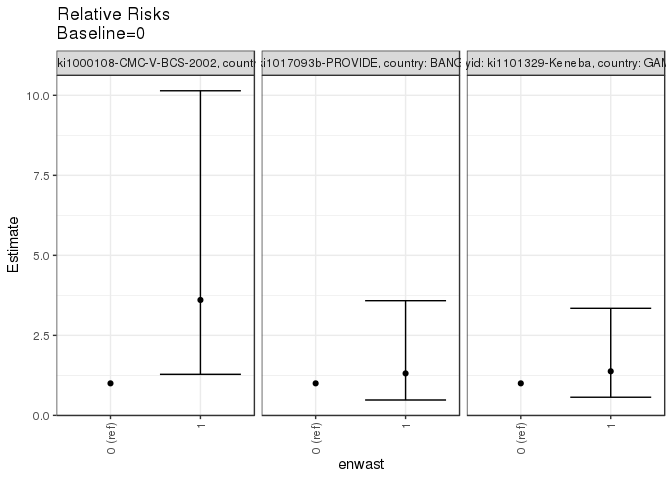 Relative Risks
Baseline=0
ki1000108-CMC-V-BCS-2002, count
ki1017093b-PROVIDE, country: BANG
yid: ki1101329-Keneba, country: GAM
10.0
7.5
5.0
2.5
0.0
Estimate
0 (ref)
1
0 (ref)
1
0 (ref)
1
enwast